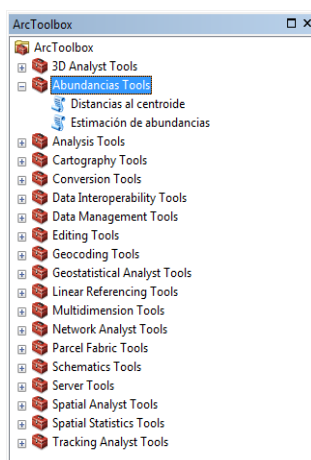 ArcToolbox
ArcToolbox
3D Analyst Tools
Abundancias Tools
Distancias al centroide
Estimación de abundancias
Analysis Tools
Cartography Tools
Conversion Tools
Data Interoperability Tools
Data Management Tools
Editing Tools
Geocoding Tools
Geostatistical Analyst Tools
Linear Referencing Tools
Multidimension Tools
Network Analyst Tools
Parcel Fabric Tools
Schematics Tools
Server Tools
Spatial Analyst Tools
Spatial Statistics Tools
Tracking Analyst Tools